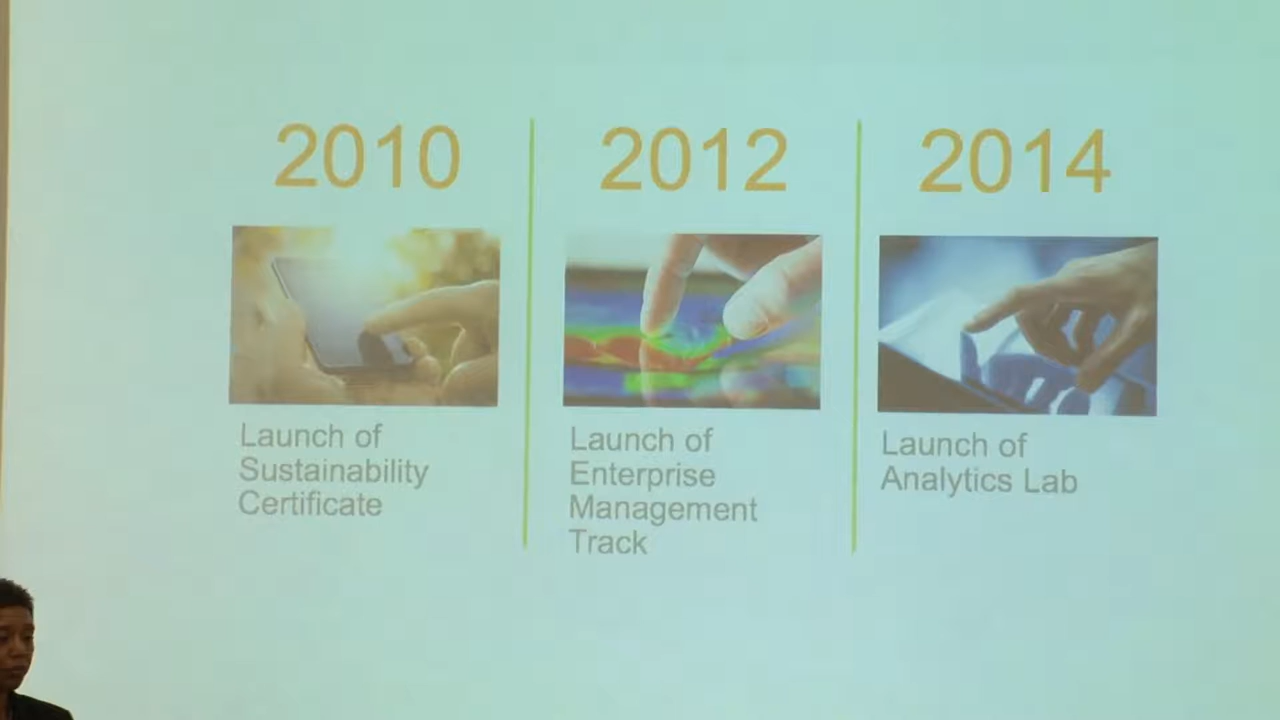 2010
Launch of
Sustainability
Certificate
2012
Launch of
Enterprise
Management
Track
2014
Launch of
Analytics Lab